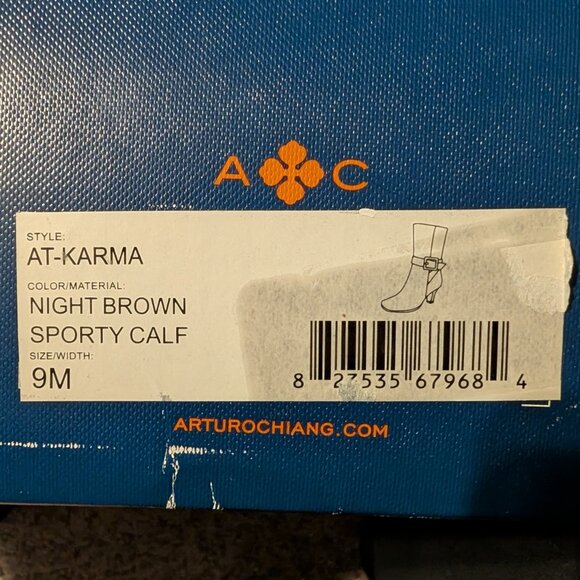 A C
STYLE:
AT-KARMA
COLOR/MATERIAL:
NIGHT BROWN
SPORTY CALF
SIZE/WIDTH:
9M
8 27535 67968 4
ARTUROCHIANG.COM